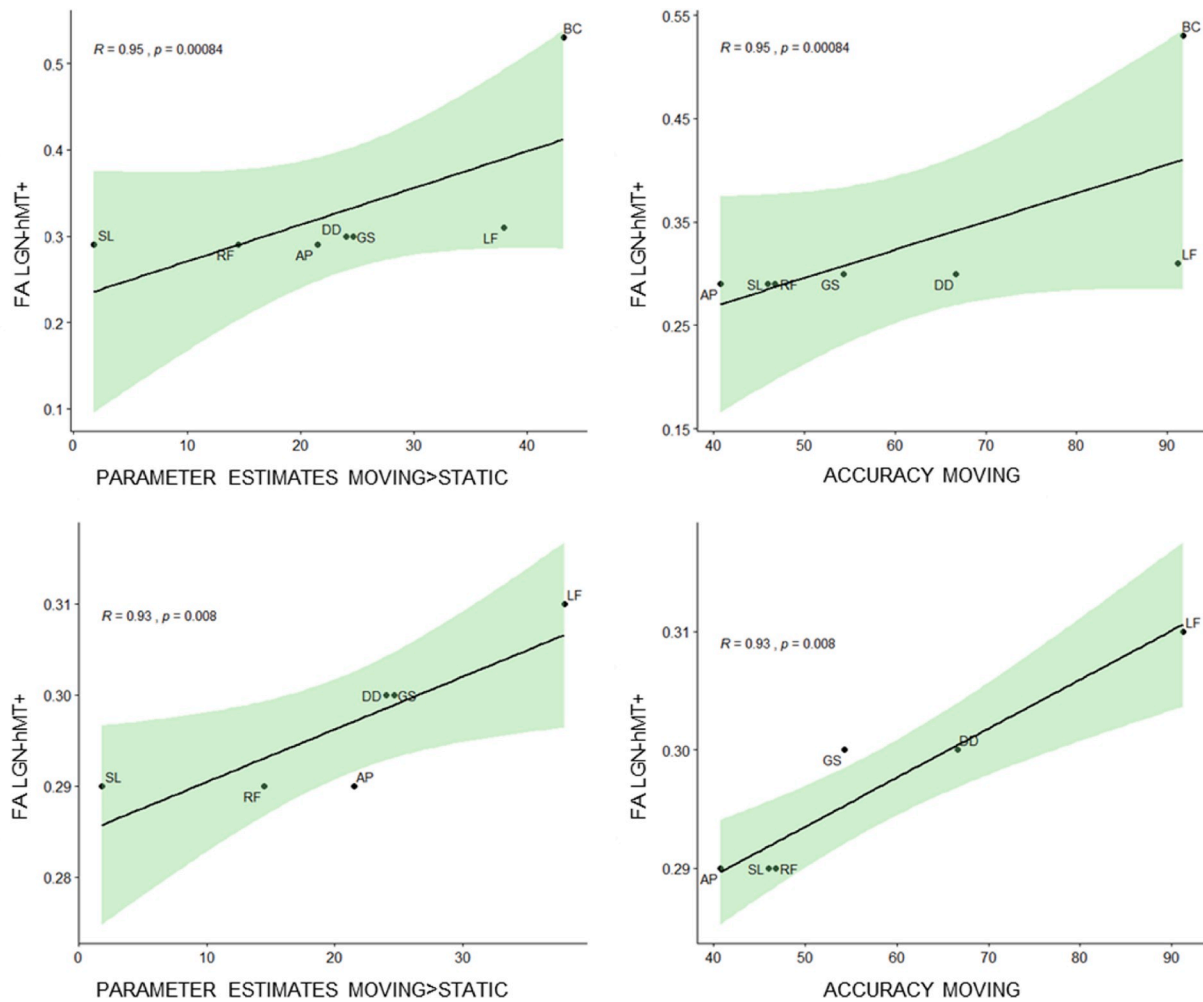 R = 0.95 , p = 0.00084
BC
0.5
0.4
0.3
0.2
0.1
FA LGN-hMT+
SL
RF
AP
DD
GS
LF
0 10 20 30 40
PARAMETER ESTIMATES MOVING>STATIC
R = 0.95 , p = 0.00084
BC
0.55
0.45
0.35
0.25
0.15
FA LGN-hMT+
AP
SL
RF
GS
DD
LF
40 50 60 70 80 90
ACCURACY MOVING
R = 0.93 , p = 0.008
LF
0.31
0.30
0.29
0.28
FA LGN-hMT+
SL
RF
AP
DD
GS
0 10 20 30
PARAMETER ESTIMATES MOVING>STATIC
R = 0.93 , p = 0.008
LF
0.31
0.30
0.29
FA LGN-hMT+
AP
SL
RF
GS
DD
40 50 60 70 80 90
ACCURACY MOVING